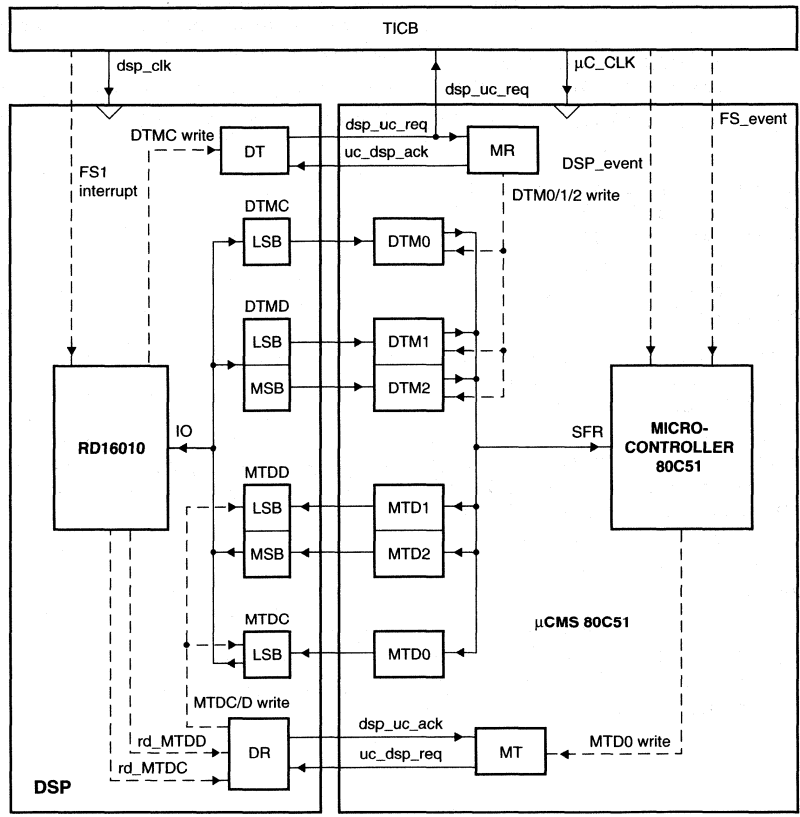 TICB
dsp_clk
μC_CLK
dsp_uc_req
FS_event
DTMC write
DT
dsp_uc_req
uc_dsp_ack
MR
DSP_event
FS1
interrupt
DTM0/1/2 write
DTMC
LSB
DTM0
DTMD
LSB
DTM1
MSB
DTM2
RD16010
IO
SFR
MICRO-
CONTROLLER
80C51
MTDD
LSB
MTD1
MSB
MTD2
MTDC
LSB
MTD0
μCMS 80C51
MTDC/D write
rd_MTDD
rd_MTDC
DR
dsp_uc_ack
uc_dsp_req
MT
MTD0 write
DSP